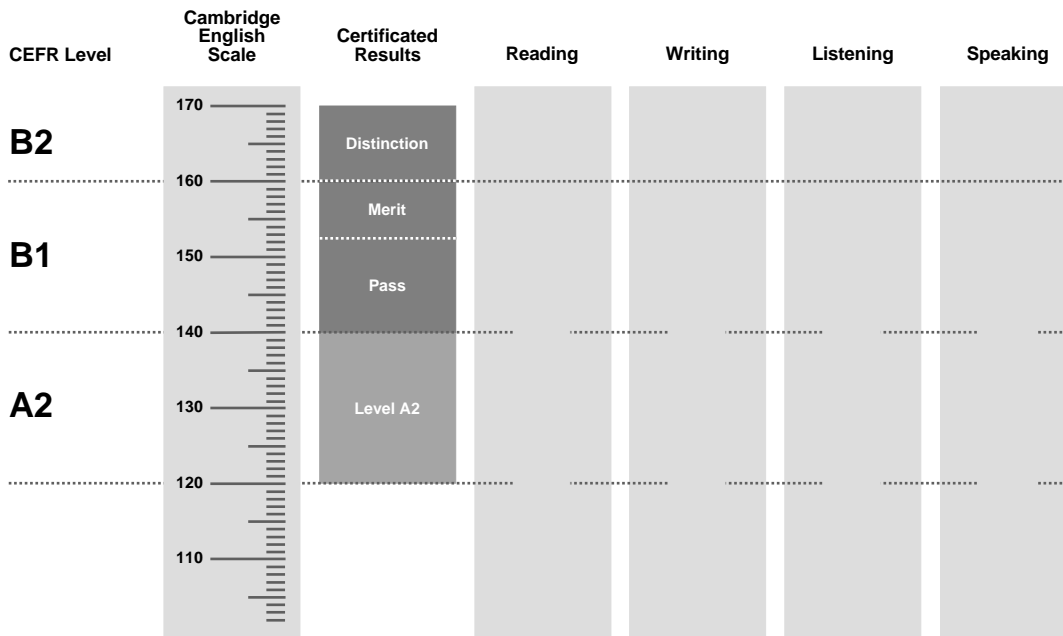 CEFR Level
Cambridge
English
Scale
Certificated
Results
Reading
Writing
Listening
Speaking
170
B2
Distinction
160
Merit
B1
150
Pass
140
A2
130
Level A2
120
110